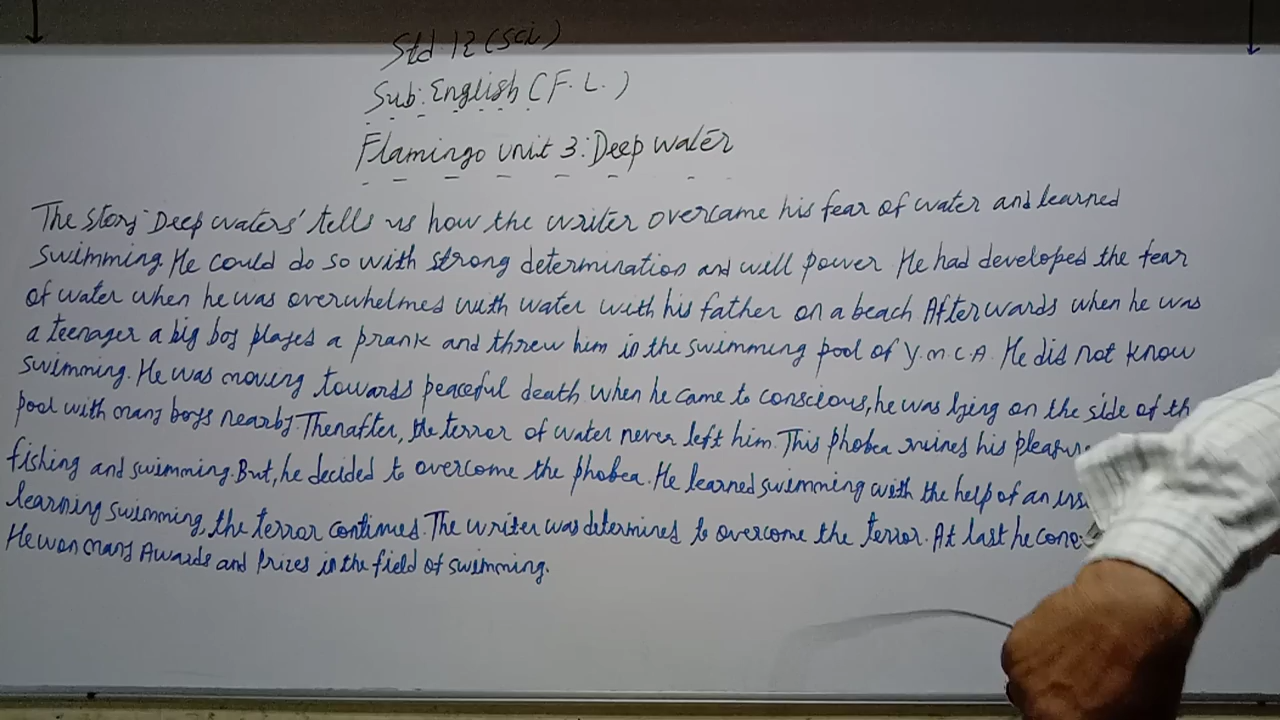 Std 12 (Sci)
Sub: English (F. L.)
Flamingo unit 3: Deep water
The story 'Deep waters' tells us how the writer overcame his fear of water and learned
swimming. He could do so with strong determination and will power. He had developed the fear
of water when he was overwhelmed with water with his father on a beach. Afterwards when he was
a teenager a big boy played a prank and threw him in the swimming pool of Y.M.C.A. He did not know
swimming. He was moving towards peaceful death. when he came to conscious, he was lying on the side of th
pool with many boys nearby. Thenafter, the terror of water never left him. This phobea ruined his pleasure
fishing and swimming. But, he decided to overcome the phobea. He learned swimming with the help of an
learning swimming, the terror continued. The writer was determined to overcome the terror. At last he
He won many Awards and Prizes in the field of swimming.